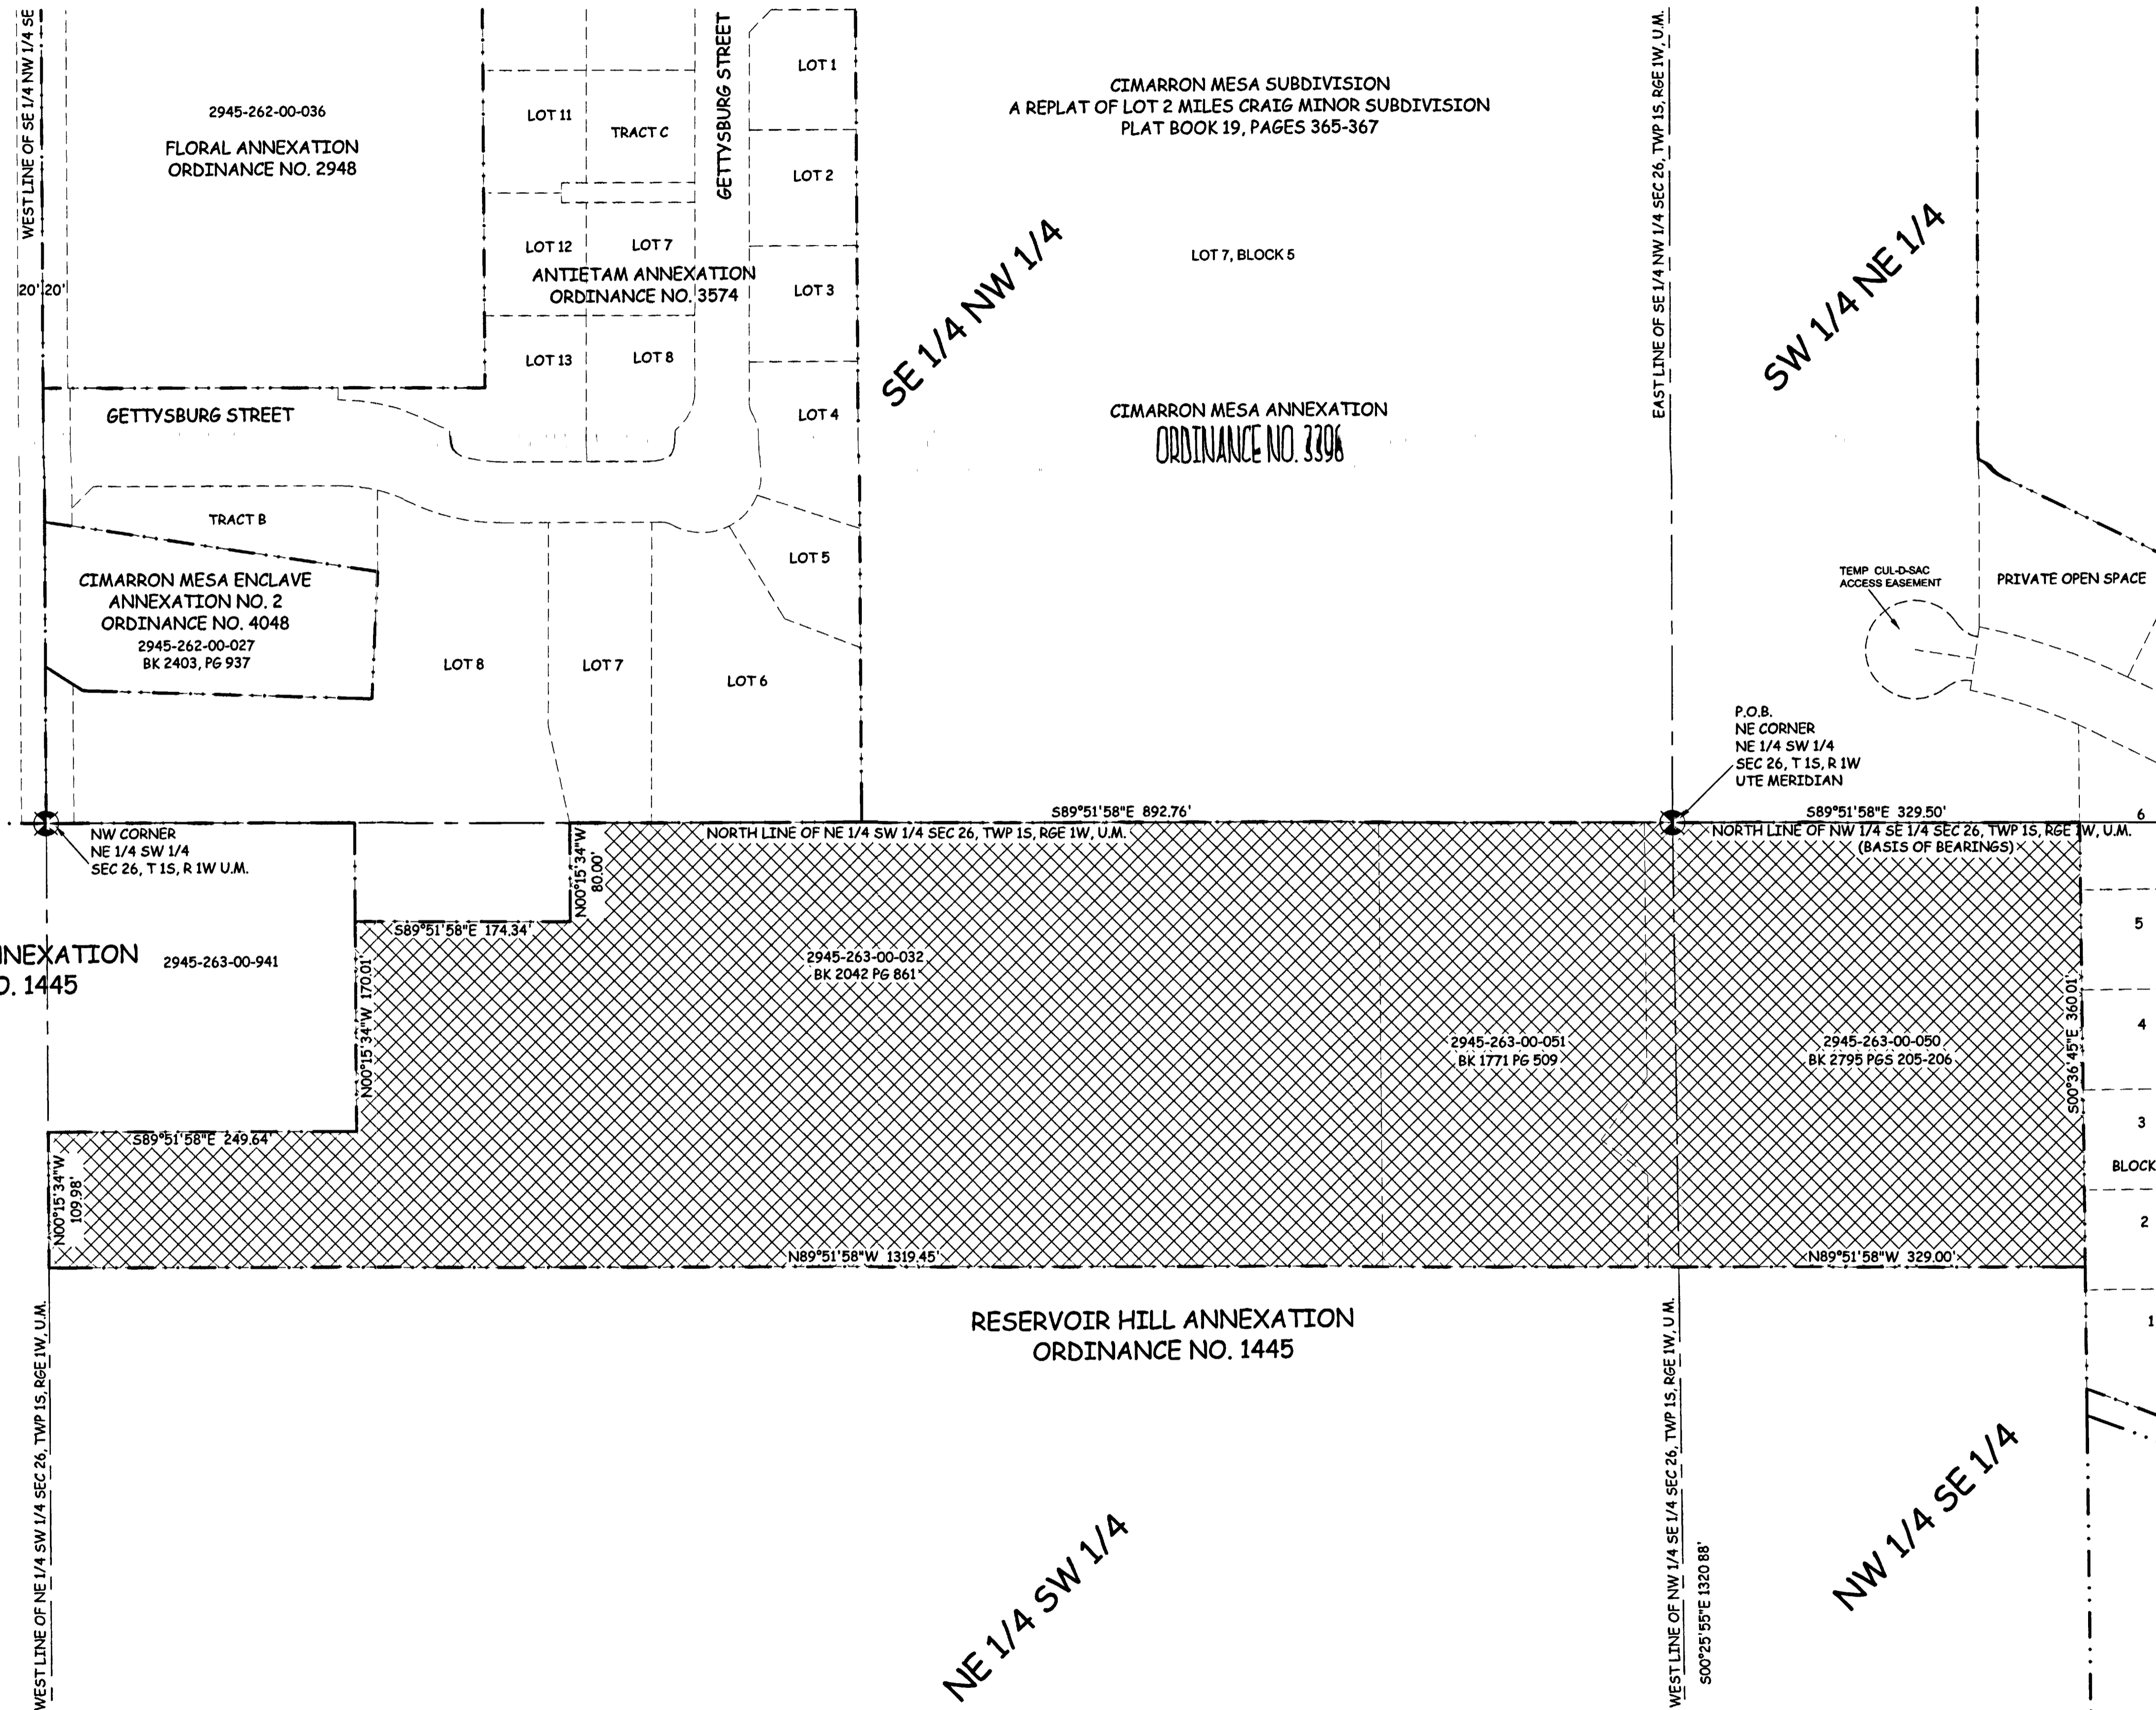 WEST LINE OF SE 1/4 NW 1/4 SE
20' 20'
2945-262-00-036
FLORAL ANNEXATION
ORDINANCE NO. 2948
LOT 11
TRACT C
GETTYSBURG STREET
LOT 1
LOT 2
LOT 12
LOT 7
ANTIETAM ANNEXATION
ORDINANCE NO. 3574
LOT 3
LOT 13
LOT 8
LOT 4
GETTYSBURG STREET
CIMARRON MESA SUBDIVISION
A REPLAT OF LOT 2 MILES CRAIG MINOR SUBDIVISION
PLAT BOOK 19, PAGES 365-367
LOT 7, BLOCK 5
SE 1/4 NW 1/4
CIMARRON MESA ANNEXATION
ORDINANCE NO. 3396
EAST LINE OF SE 1/4 NW 1/4 SEC 26, TWP 1S, RGE 1W, U.M.
SW 1/4 NE 1/4
TRACT B
LOT 5
CIMARRON MESA ENCLAVE
ANNEXATION NO. 2
ORDINANCE NO. 4048
2945-262-00-027
BK 2403, PG 937
LOT 8
LOT 7
LOT 6
TEMP CUL-D-SAC
ACCESS EASEMENT
PRIVATE OPEN SPACE
P.O.B.
NE CORNER
NE 1/4 SW 1/4
SEC 26, T 1S, R 1W
UTE MERIDIAN
S89°51'58"E 892.76'
S89°51'58"E 329.50'
6
NW CORNER
NE 1/4 SW 1/4
SEC 26, T 1S, R 1W U.M.
NORTH LINE OF NE 1/4 SW 1/4 SEC 26, TWP 1S, RGE 1W, U.M.
NORTH LINE OF NW 1/4 SE 1/4 SEC 26, TWP 1S, RGE 1W, U.M.
(BASIS OF BEARINGS)
N00°15'34"W
80.00'
S89°51'58"E 174.34'
5
NNEXATION
O. 1445
2945-263-00-941
2945-263-00-032
BK 2042 PG 861
N00°15'34"W 170.01'
2945-263-00-051
BK 1771 PG 509
2945-263-00-050
BK 2795 PGS 205-206
S00°36'45"E 360 01'
4
3
S89°51'58"E 249.64'
BLOCK
N00°15'34"W
109.98'
2
N89°51'58"W 1319.45'
N89°51'58"W 329.00'
1
RESERVOIR HILL ANNEXATION
ORDINANCE NO. 1445
WEST LINE OF NE 1/4 SW 1/4 SEC 26, TWP 1S, RGE 1W, U.M.
WEST LINE OF NW 1/4 SE 1/4 SEC 26, TWP 1S, RGE 1W, U.M.
S00°25'55"E 1320 88'
NE 1/4 SW 1/4
NW 1/4 SE 1/4